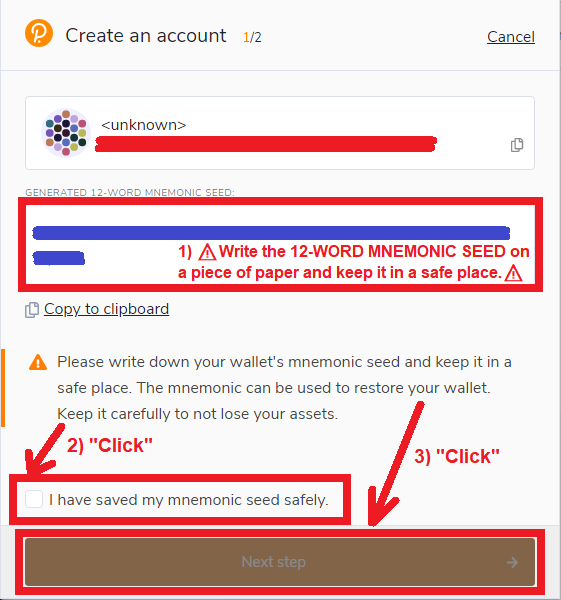 Create an account 1/2 Cancel
<unknown>
GENERATED 12-WORD MNEMONIC SEED:
1) ⚠Write the 12-WORD MNEMONIC SEED on
a piece of paper and keep it in a safe place.⚠
Copy to clipboard
Please write down your wallet's mnemonic seed and keep it in a
safe place. The mnemonic can be used to restore your wallet.
Keep it carefully to not lose your assets.
2) "Click"
3) "Click"
I have saved my mnemonic seed safely.
Next step